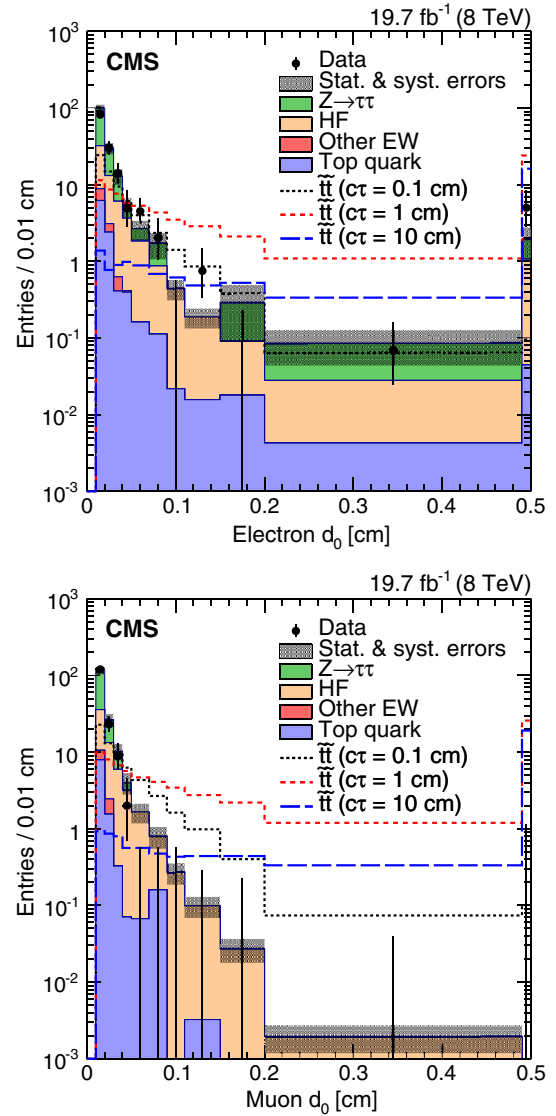 19.7 fb⁻¹ (8 TeV)
CMS
Data
Stat. & syst. errors
Z→ττ
HF
Other EW
Top quark
t̃t̃ (cτ = 0.1 cm)
t̃t̃ (cτ = 1 cm)
t̃t̃ (cτ = 10 cm)
Entries / 0.01 cm
10³
10²
10
1
10⁻¹
10⁻²
10⁻³
0 0.1 0.2 0.3 0.4 0.5
Electron d₀ [cm]
19.7 fb⁻¹ (8 TeV)
CMS
Data
Stat. & syst. errors
Z→ττ
HF
Other EW
Top quark
t̃t̃ (cτ = 0.1 cm)
t̃t̃ (cτ = 1 cm)
t̃t̃ (cτ = 10 cm)
Entries / 0.01 cm
10³
10²
10
1
10⁻¹
10⁻²
10⁻³
0 0.1 0.2 0.3 0.4 0.5
Muon d₀ [cm]